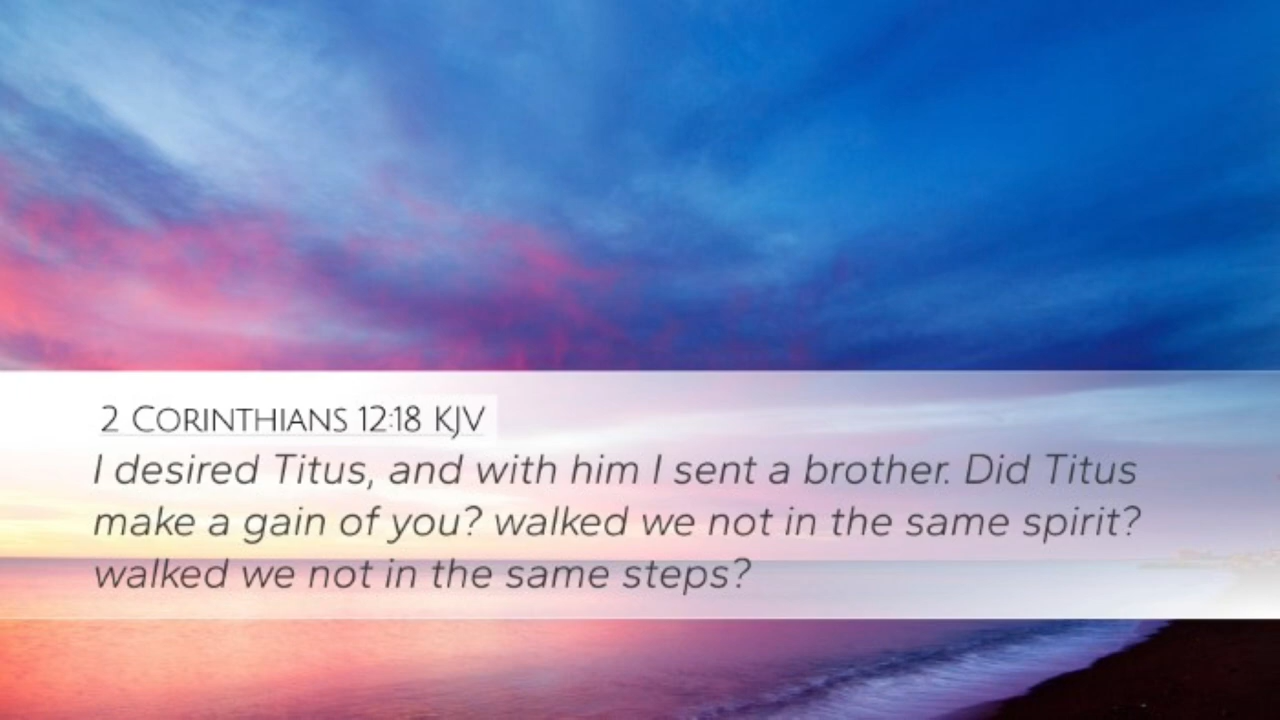 2 Corinthians 12:18 KJV
I desired Titus, and with him I sent a brother. Did Titus
make a gain of you? walked we not in the same spirit?
walked we not in the same steps?